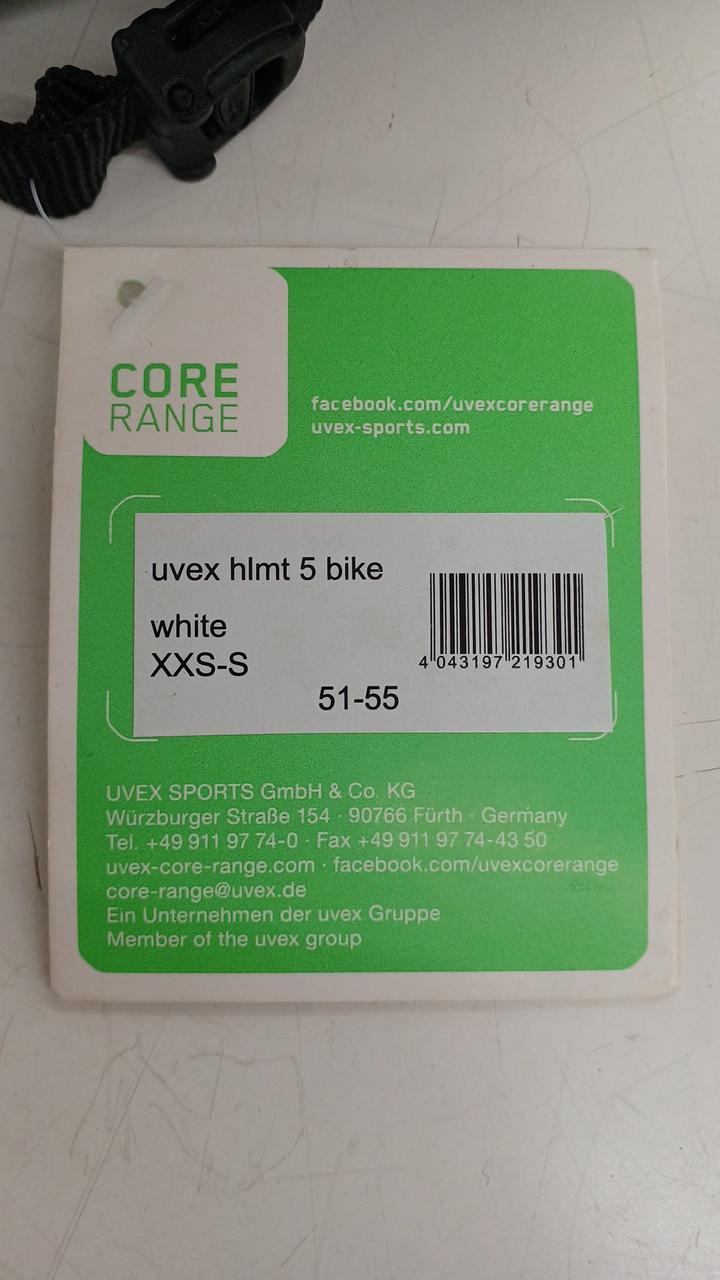 CORE
RANGE
facebook.com/uvexcorerange
uvex-sports.com
uvex hlmt 5 bike
white
XXS-S
51-55
4 043197 219301
UVEX SPORTS GmbH & Co. KG
Würzburger Straße 154 · 90766 Fürth · Germany
Tel. +49 911 97 74-0 · Fax +49 911 97 74-43 50
uvex-core-range.com · facebook.com/uvexcorerange
core-range@uvex.de
Ein Unternehmen der uvex Gruppe
Member of the uvex group